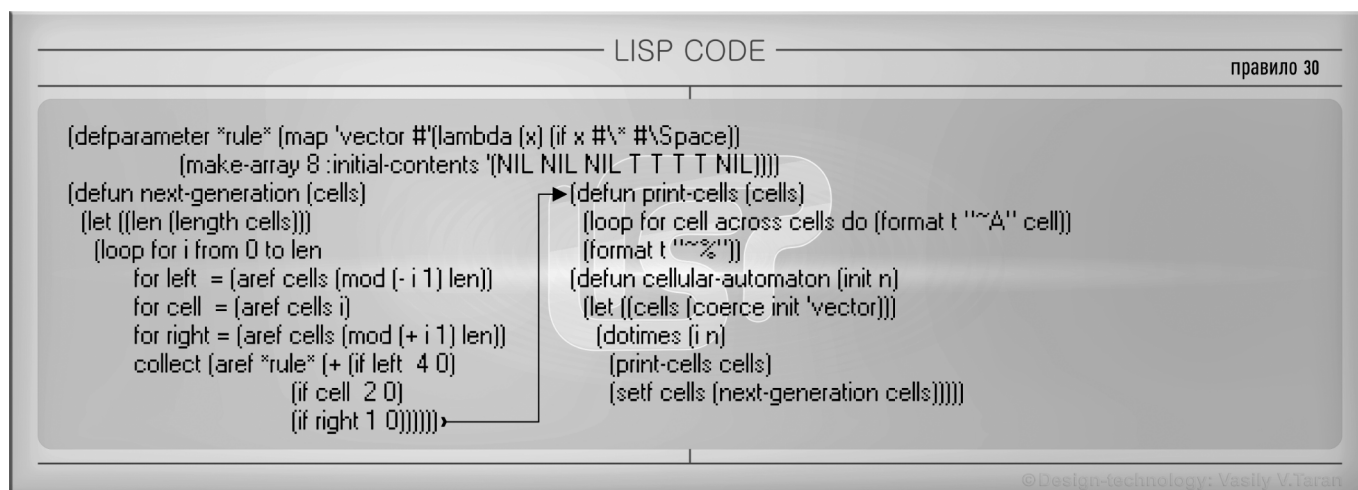 LISP CODE
правило 30
(defparameter *rule* (map 'vector #'(lambda (x) (if x #\* #\Space))
(make-array 8 :initial-contents '(NIL NIL NIL T T T T NIL))))
(defun next-generation (cells)
(let ((len (length cells)))
(loop for i from 0 to len
for left = (aref cells (mod (- i 1) len))
for cell = (aref cells i)
for right = (aref cells (mod (+ i 1) len))
collect (aref *rule* (+ (if left 4 0)
(if cell 2 0)
(if right 1 0))))))
(defun print-cells (cells)
(loop for cell across cells do (format t "~A" cell))
(format t "~%"))
(defun cellular-automaton (init n)
(let ((cells (coerce init 'vector)))
(dotimes (i n)
(print-cells cells)
(setf cells (next-generation cells)))))
©Design-technology: Vasily V.Taran